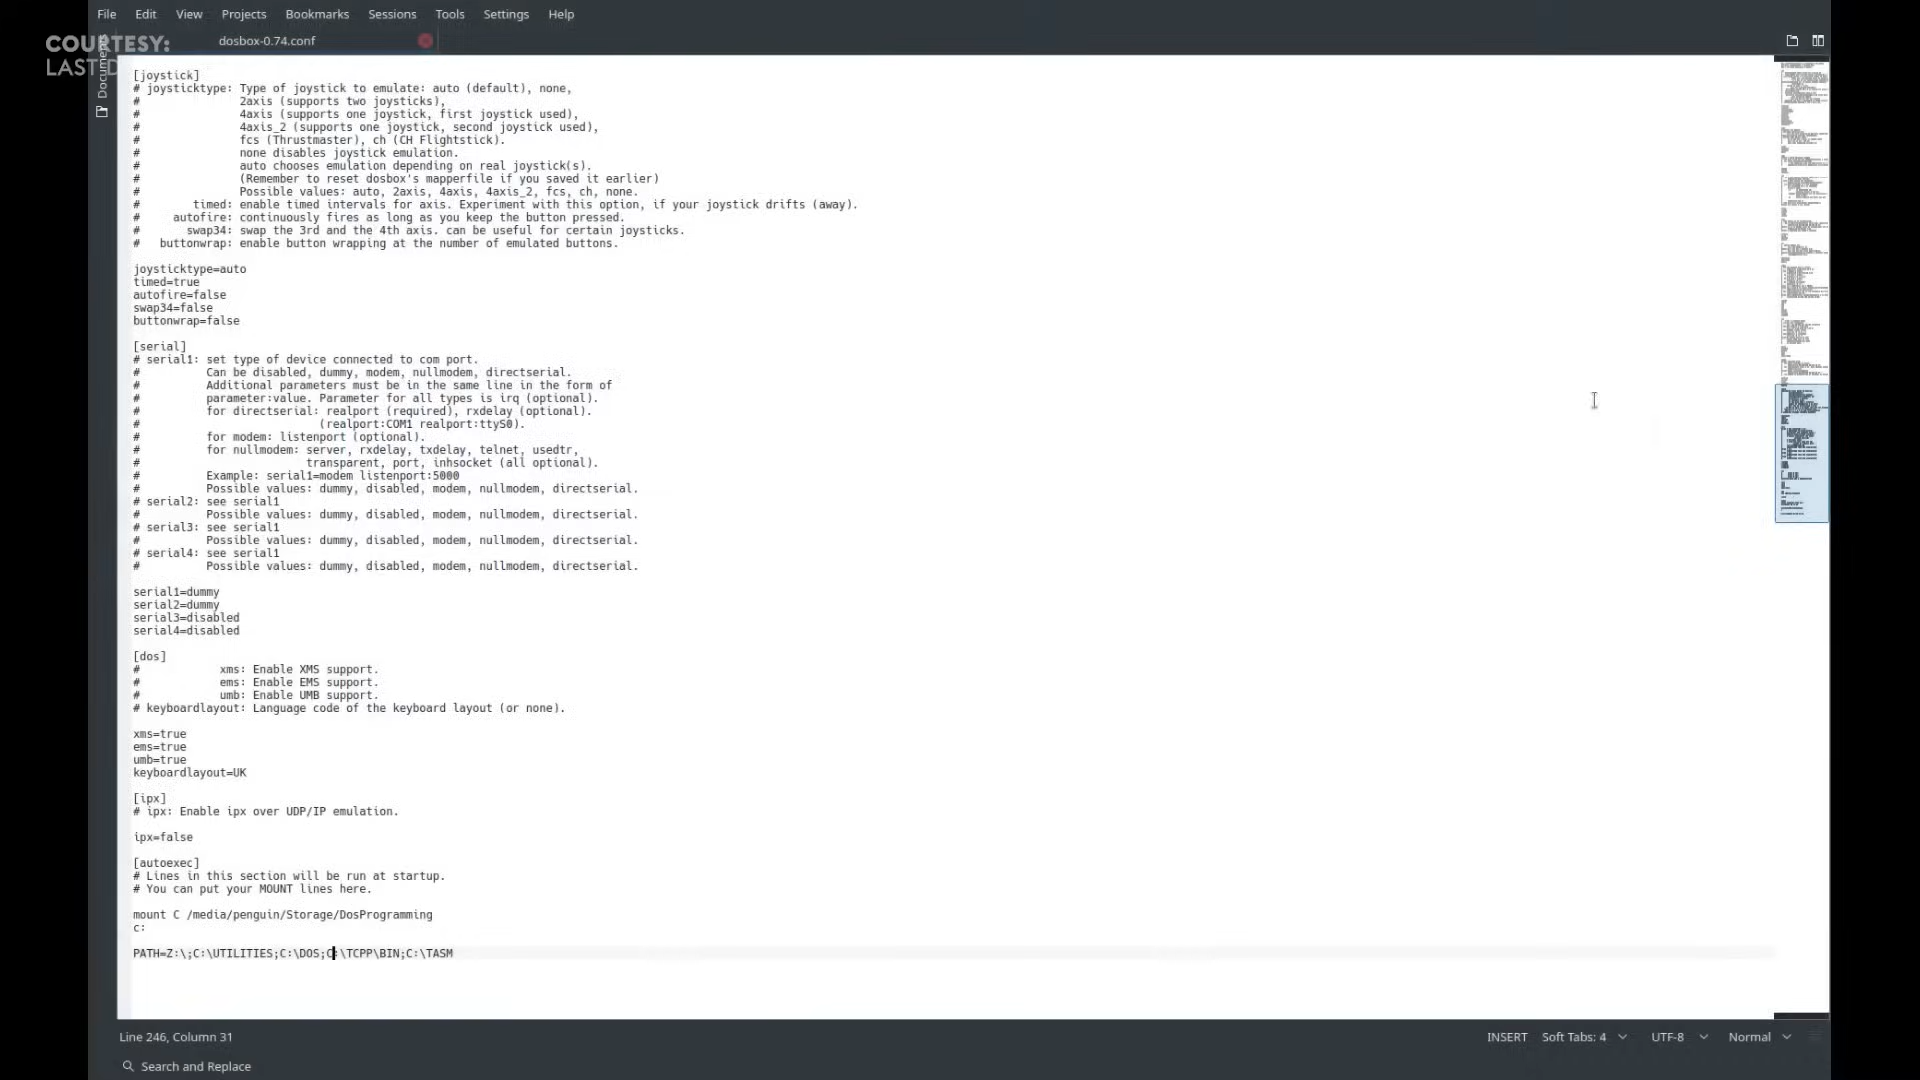 File Edit View Projects Bookmarks Sessions Tools Settings Help
COURTESY:
LAST D
dosbox-0.74.conf
Documents
[joystick]
# joysticktype: Type of joystick to emulate: auto (default), none,
# 2axis (supports two joysticks),
# 4axis (supports one joystick, first joystick used),
# 4axis_2 (supports one joystick, second joystick used),
# fcs (Thrustmaster), ch (CH Flightstick).
# none disables joystick emulation.
# auto chooses emulation depending on real joystick(s).
# (Remember to reset dosbox's mapperfile if you saved it earlier)
# Possible values: auto, 2axis, 4axis, 4axis_2, fcs, ch, none.
# timed: enable timed intervals for axis. Experiment with this option, if your joystick drifts (away).
# autofire: continuously fires as long as you keep the button pressed.
# swap34: swap the 3rd and the 4th axis. can be useful for certain joysticks.
# buttonwrap: enable button wrapping at the number of emulated buttons.
joysticktype=auto
timed=true
autofire=false
swap34=false
buttonwrap=false
[serial]
# serial1: set type of device connected to com port.
# Can be disabled, dummy, modem, nullmodem, directserial.
# Additional parameters must be in the same line in the form of
# parameter:value. Parameter for all types is irq (optional).
# for directserial: realport (required), rxdelay (optional).
# (realport:COM1 realport:ttyS0).
# for modem: listenport (optional).
# for nullmodem: server, rxdelay, txdelay, telnet, usedtr,
# transparent, port, inhsocket (all optional).
# Example: serial1=modem listenport:5000
# Possible values: dummy, disabled, modem, nullmodem, directserial.
# serial2: see serial1
# Possible values: dummy, disabled, modem, nullmodem, directserial.
# serial3: see serial1
# Possible values: dummy, disabled, modem, nullmodem, directserial.
# serial4: see serial1
# Possible values: dummy, disabled, modem, nullmodem, directserial.
serial1=dummy
serial2=dummy
serial3=disabled
serial4=disabled
[dos]
# xms: Enable XMS support.
# ems: Enable EMS support.
# umb: Enable UMB support.
# keyboardlayout: Language code of the keyboard layout (or none).
xms=true
ems=true
umb=true
keyboardlayout=UK
[ipx]
# ipx: Enable ipx over UDP/IP emulation.
ipx=false
[autoexec]
# Lines in this section will be run at startup.
# You can put your MOUNT lines here.
mount C /media/penguin/Storage/DosProgramming
c:
PATH=Z:\;C:\UTILITIES;C:\DOS;C:\TCPP\BIN;C:\TASM
Line 246, Column 31
INSERT Soft Tabs: 4 UTF-8 Normal
Search and Replace